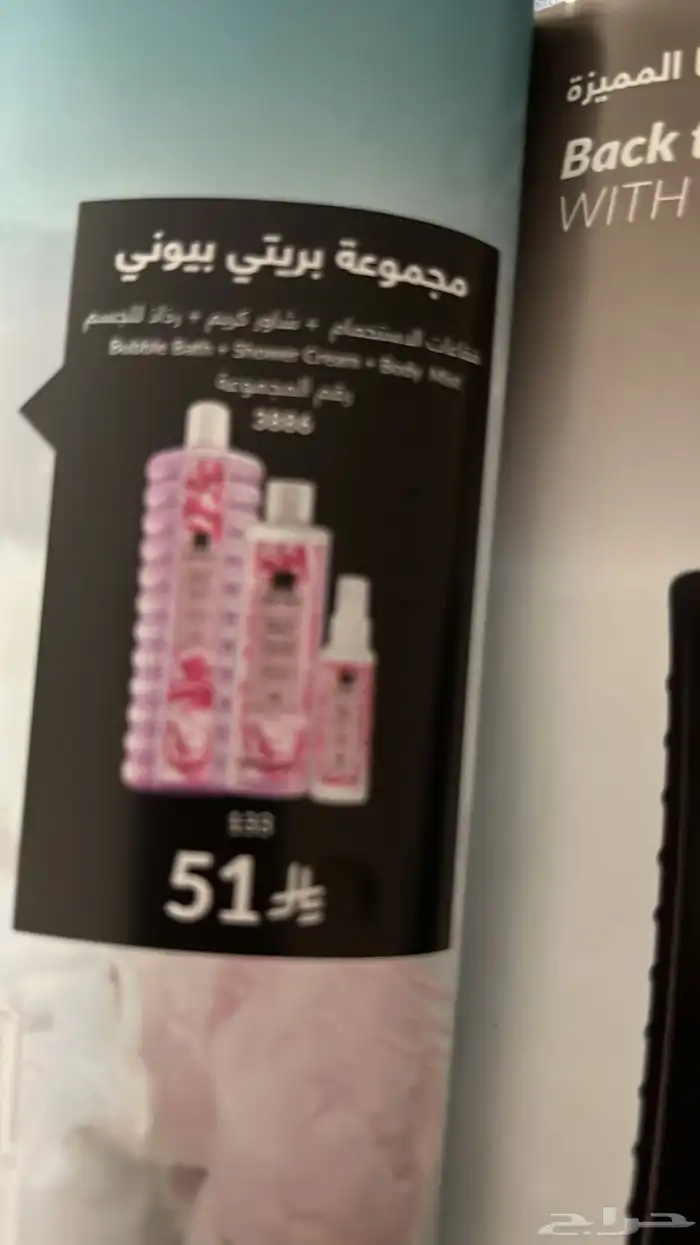 مجموعة بريتي بيوني
فقاعات الاستحمام + شاور كريم + رذاذ للجسم
Bubble Bath + Shower Cream + Body Mist
رقم المجموعة
3886
133
51
المميزة
Back
WITH
حراج